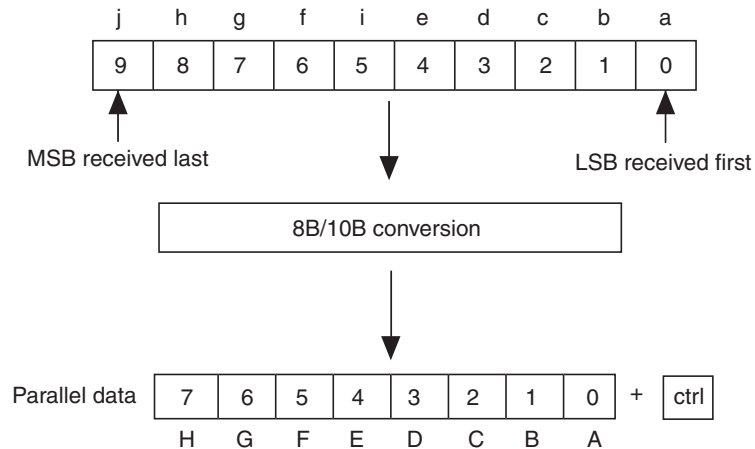 j h g f i e d c b a
9 8 7 6 5 4 3 2 1 0
MSB received last
LSB received first
8B/10B conversion
Parallel data 7 6 5 4 3 2 1 0 + ctrl
H G F E D C B A